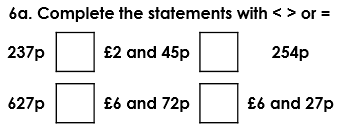 6a. Complete the statements with < > or =
237p £2 and 45p 254p
627p £6 and 72p £6 and 27p